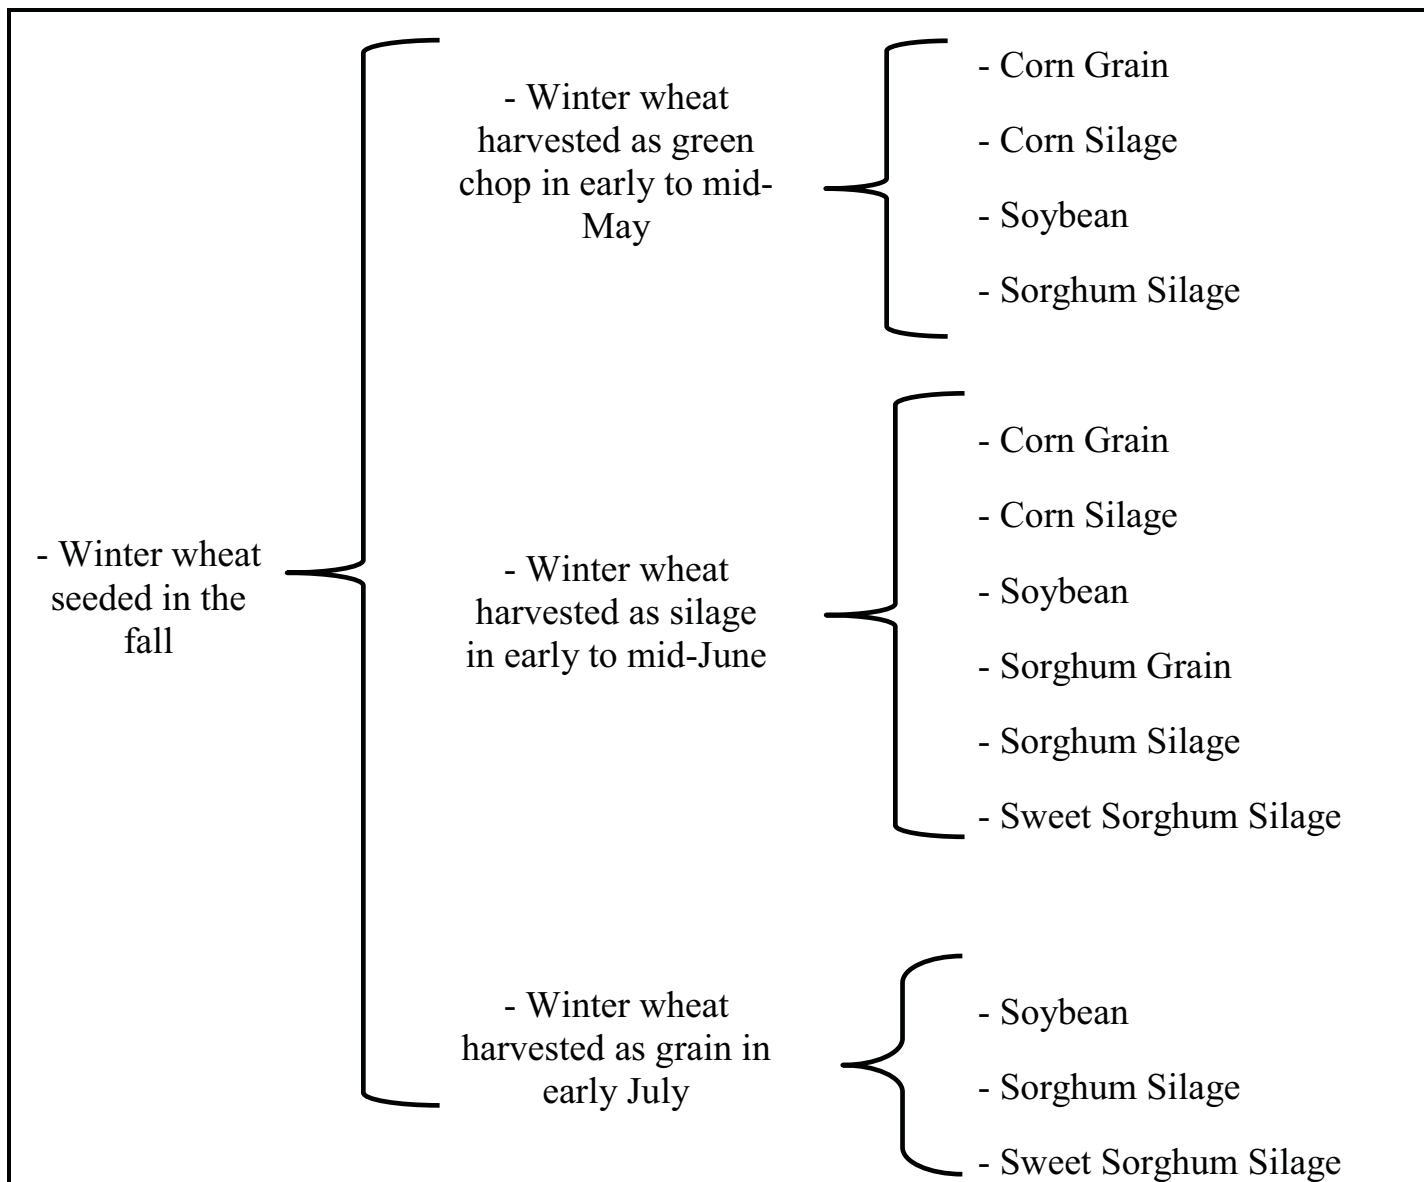 - Winter wheat
seeded in the
fall
- Winter wheat
harvested as green
chop in early to mid-
May
- Corn Grain
- Corn Silage
- Soybean
- Sorghum Silage
- Winter wheat
harvested as silage
in early to mid-June
- Corn Grain
- Corn Silage
- Soybean
- Sorghum Grain
- Sorghum Silage
- Sweet Sorghum Silage
- Winter wheat
harvested as grain in
early July
- Soybean
- Sorghum Silage
- Sweet Sorghum Silage